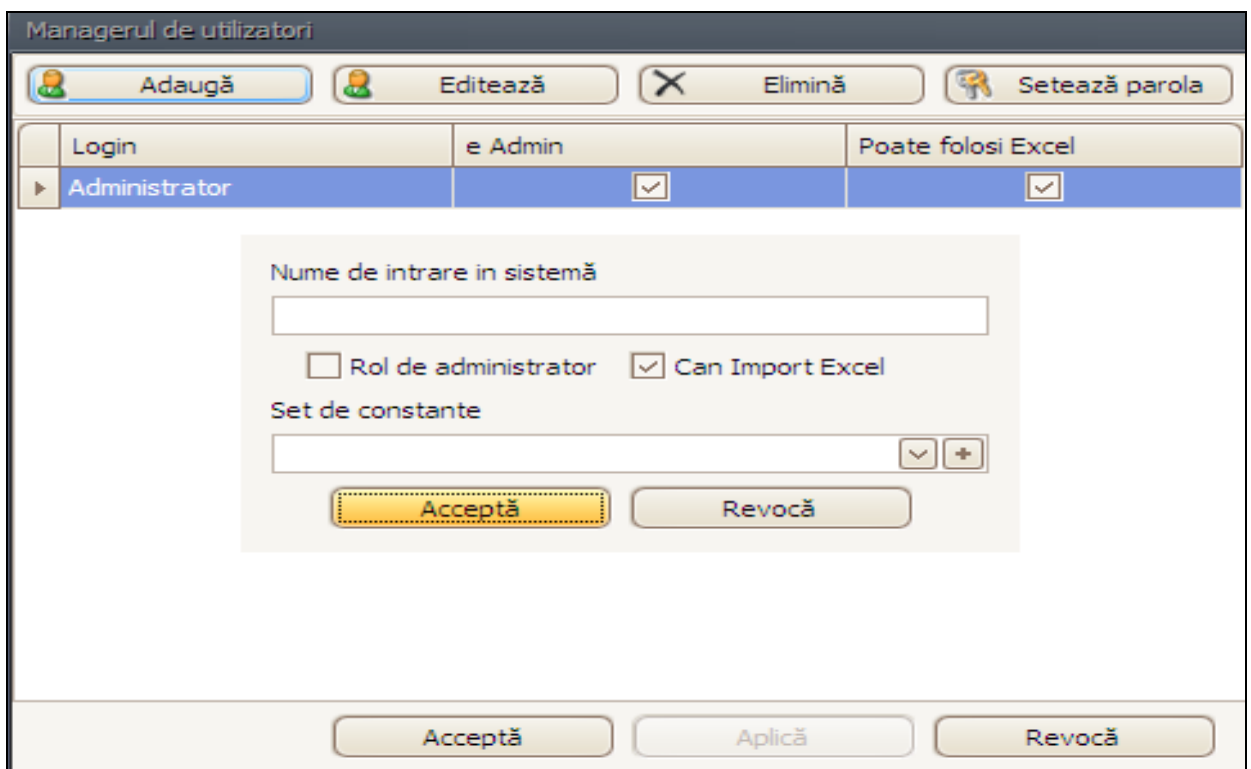 Managerul de utilizatori
Adaugă Editează Elimină Setează parola
Login e Admin Poate folosi Excel
Administrator
Nume de intrare in sistemă
Rol de administrator Can Import Excel
Set de constante
Acceptă Revocă
Acceptă Aplică Revocă